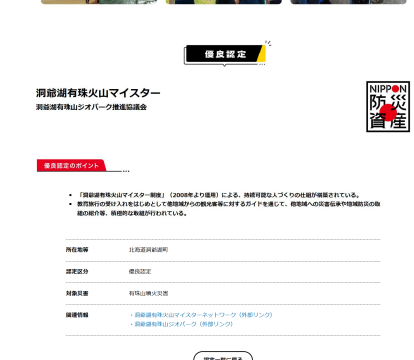 優良認定
洞爺湖有珠火山マイスター
洞爺湖有珠山ジオパーク推進協議会
NIPPON
防災
資産
優良認定のポイント
「洞爺湖有珠火山マイスター制度」(2008年より運用)による、持続可能な人づくりの仕組が構築されている。
教育旅行の受け入れをはじめとして他地域からの観光客等に対するガイドを通じて、他地域への災害伝承や地域防災の取
組の紹介等、積極的な取組が行われている。
所在地等 北海道洞爺湖町
認定区分 優良認定
対象災害 有珠山噴火災害
関連情報 ・洞爺湖有珠火山マイスターネットワーク(外部リンク)
・洞爺湖有珠山ジオパーク(外部リンク)
認定一覧に戻る